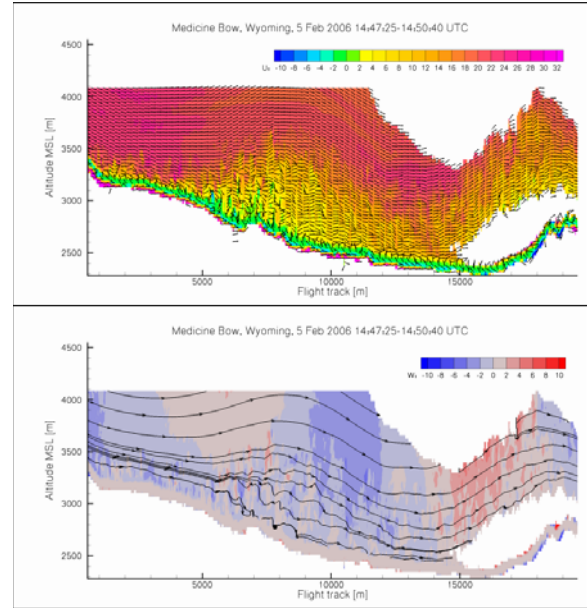 Medicine Bow, Wyoming, 5 Feb 2006 14:47:25-14:50:40 UTC
4500
U: -10 -8 -6 -4 -2 0 2 4 6 8 10 12 14 16 18 20 24 26 28 30 32
4000
Altitude MSL [m]
3500
3000
2500
5000 10000 15000
Flight track [m]
Medicine Bow, Wyoming, 5 Feb 2006 14:47:25-14:50:40 UTC
4500
W: -10 -8 -6 -4 -2 0 2 4 6 8 10
4000
Altitude MSL [m]
3500
3000
2500
5000 10000 15000
Flight track [m]